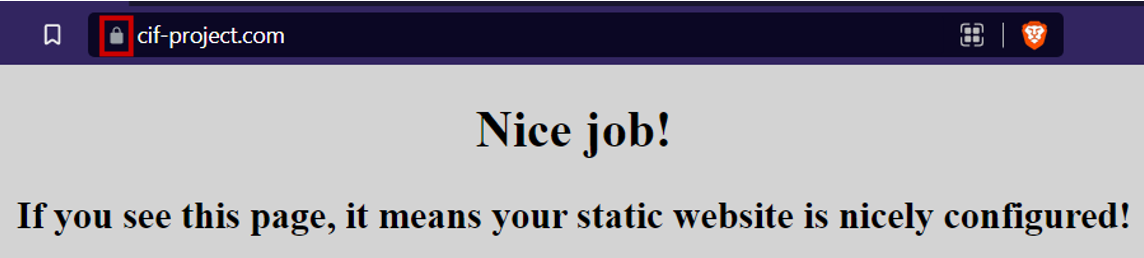 cif-project.com
Nice job!
If you see this page, it means your static website is nicely configured!